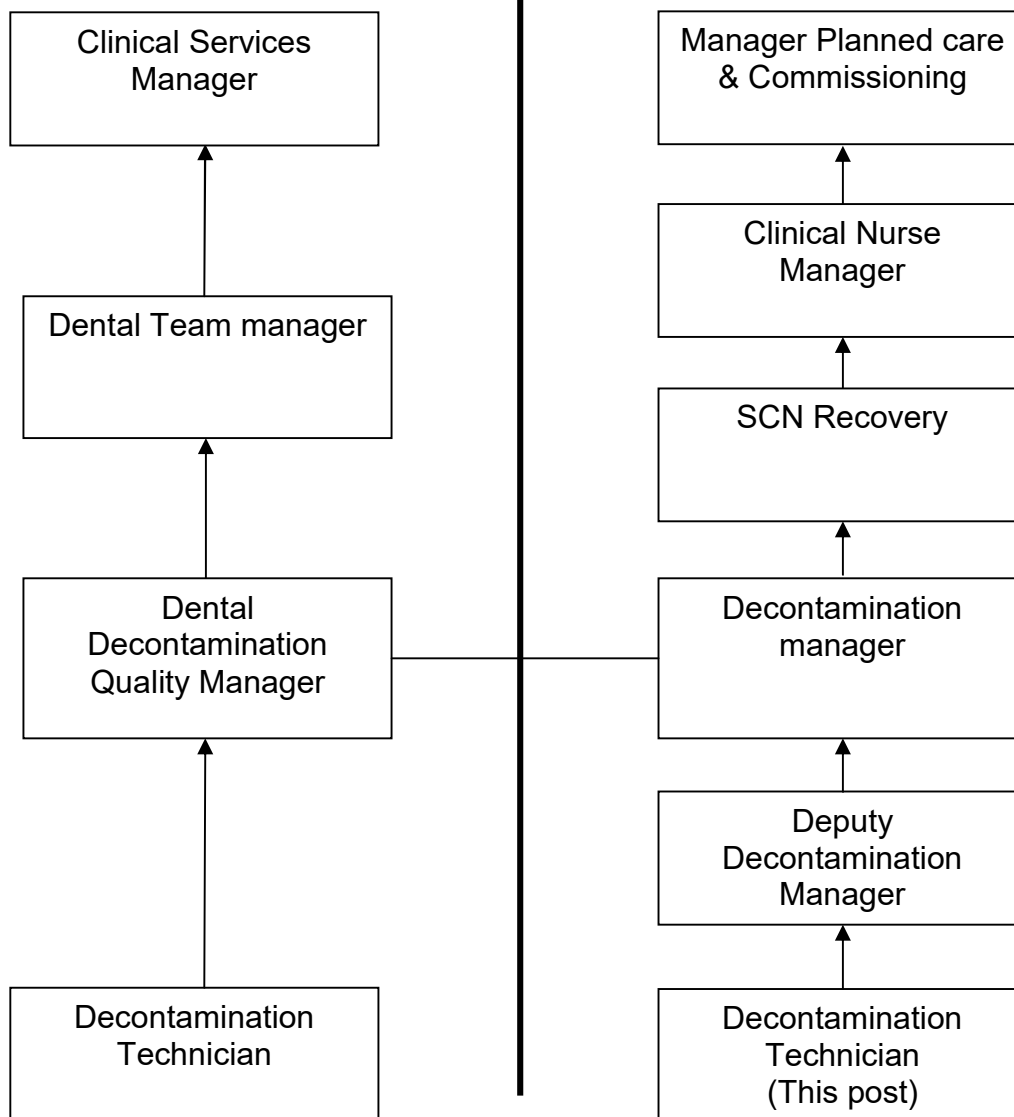 Clinical Services
Manager
Dental Team manager
Dental
Decontamination
Quality Manager
Decontamination
Technician
Manager Planned care
& Commissioning
Clinical Nurse
Manager
SCN Recovery
Decontamination
manager
Deputy
Decontamination
Manager
Decontamination
Technician
(This post)